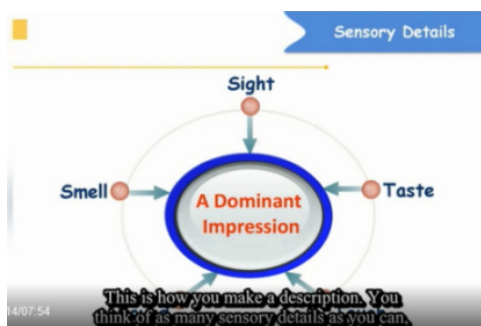 Sensory Details
Sight
Smell
Taste
A Dominant
Impression
This is how you make a description. You
think of as many sensory details as you can,
14/07:54